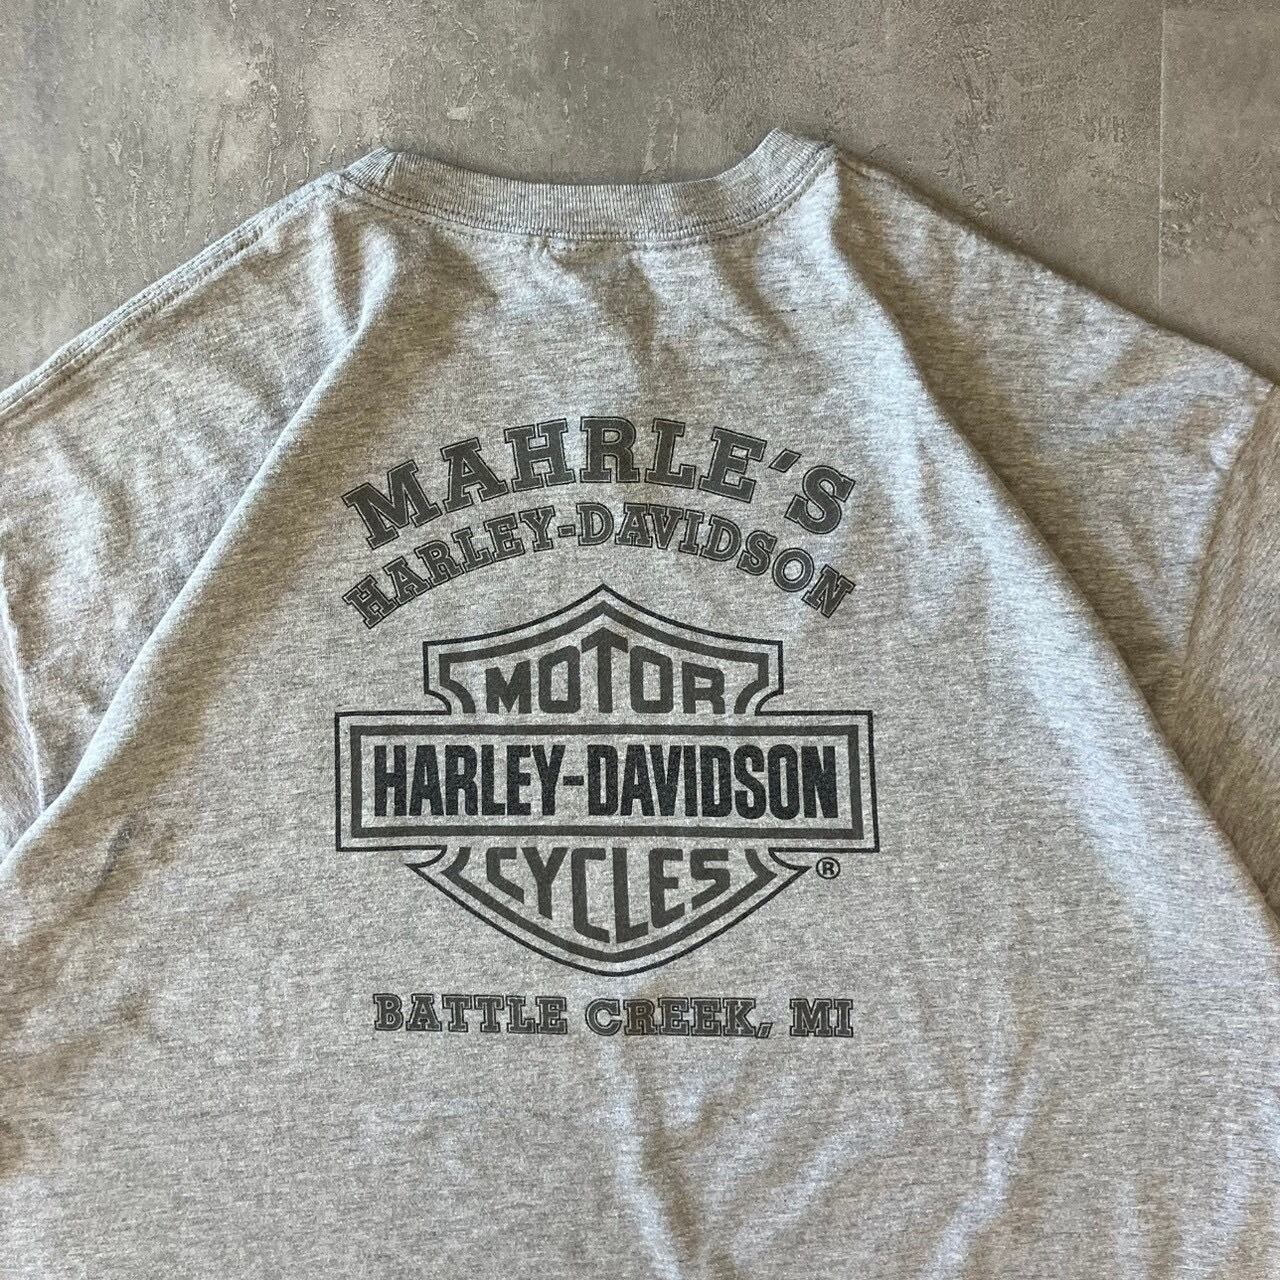 MAHRLE'S
HARLEY-DAVIDSON
MOTOR
HARLEY-DAVIDSON
CYCLES
®
BATTLE CREEK, MI